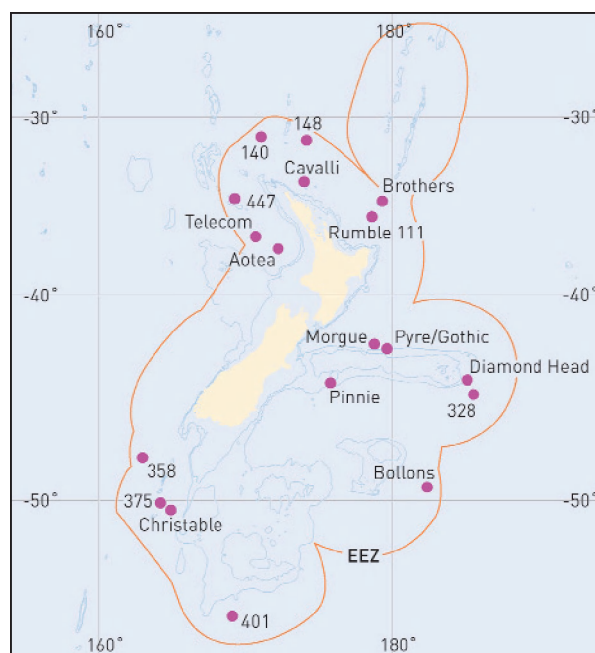 160°
180°
-30°
-30°
148
140
Cavalli
Brothers
447
Rumble 111
Telecom
Aotea
-40°
-40°
Morgue
Pyre/Gothic
Diamond Head
Pinnie
328
358
Bollons
375
-50°
-50°
Christable
EEZ
401
160°
180°